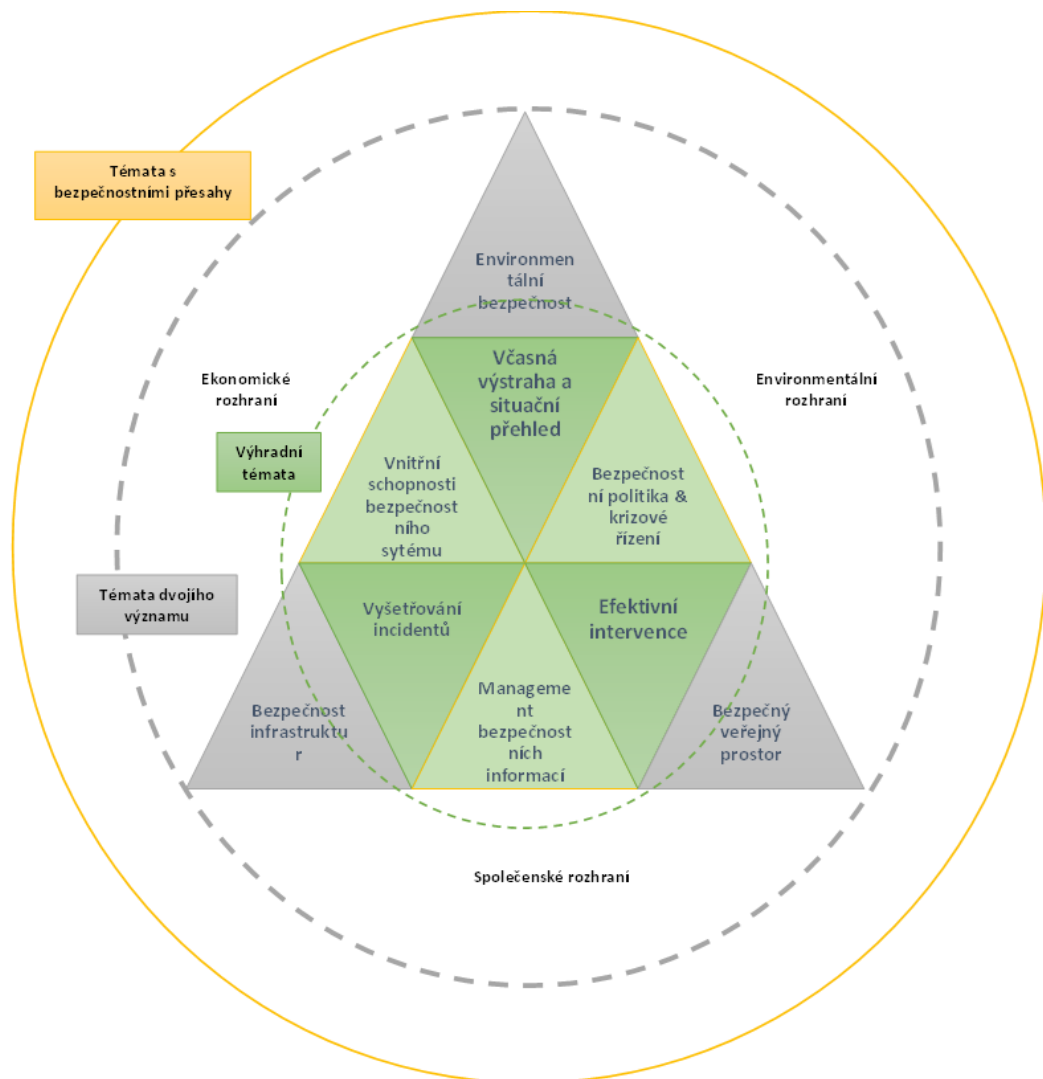 Témata s
bezpečnostními přesahy
Environmen
tální
bezpečnost
Včasná
výstraha a
situační
přehled
Ekonomické
rozhraní
Environmentální
rozhraní
Výhradní
témata
Vnitřní
schopnosti
bezpečnost
ního
sytému
Bezpečnost
ní politika &
krizové
řízení
Témata dvojího
významu
Vyšetřování
incidentů
Efektivní
intervence
Bezpečnost
infrastruktu
r
Manageme
nt
bezpečnost
ních
informací
Bezpečný
veřejný
prostor
Společenské rozhraní